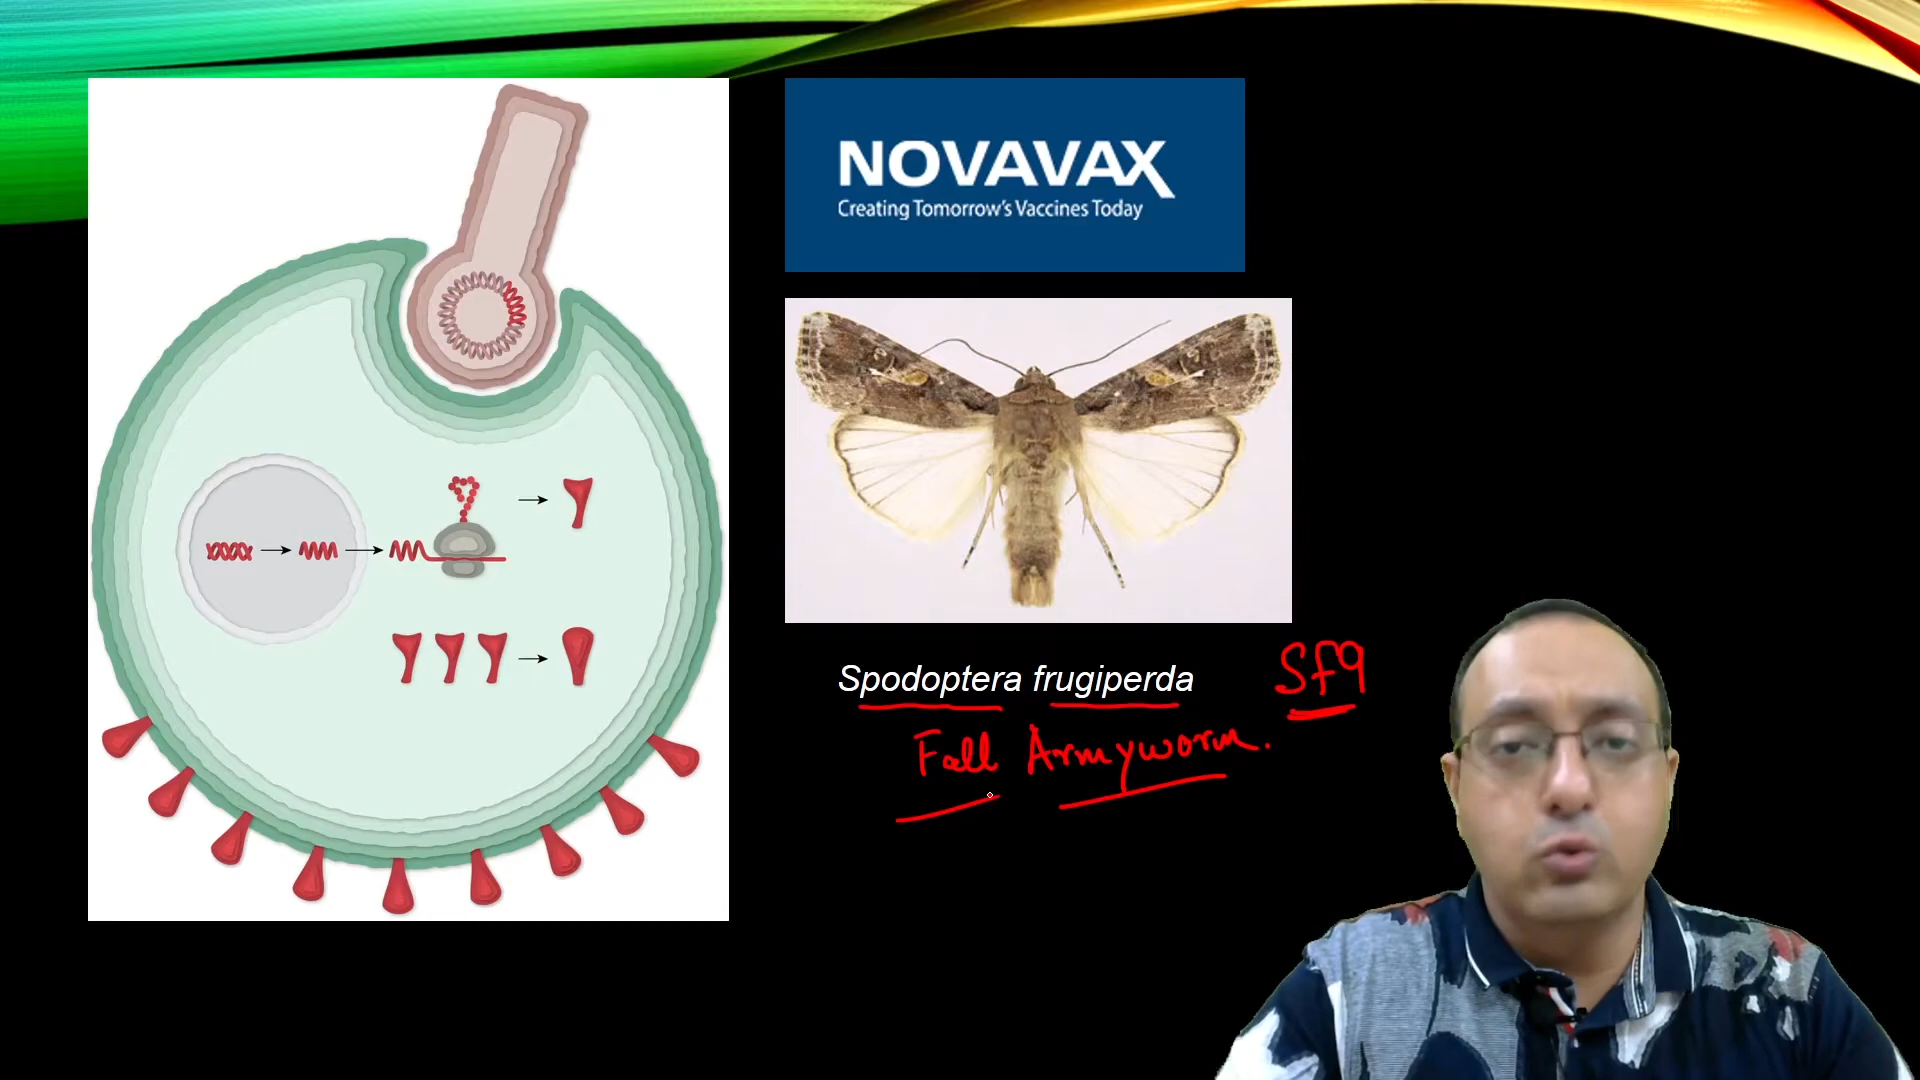 NOVAVAX
Creating Tomorrow's Vaccines Today
Spodoptera frugiperda
Sf9
Fall Armyworm.